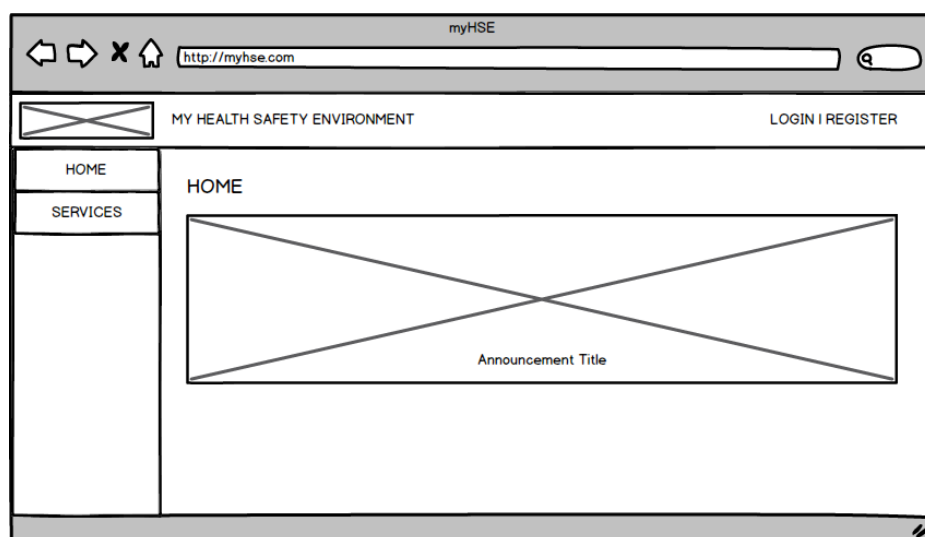 myHSE
http://myhse.com
MY HEALTH SAFETY ENVIRONMENT
LOGIN | REGISTER
HOME
SERVICES
HOME
Announcement Title